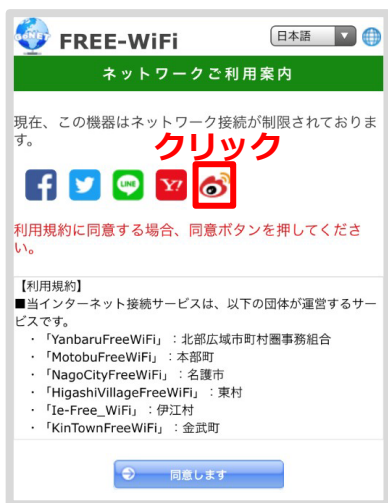 GeNET
FREE-WiFi
日本語
ネットワークご利用案内
現在、この機器はネットワーク接続が制限されておりま
す。
クリック
f LINE Y!
利用規約に同意する場合、同意ボタンを押してくださ
い。
【利用規約】
■当インターネット接続サービスは、以下の団体が運営するサー
ビスです。
・「YanbaruFreeWiFi」：北部広域市町村圏事務組合
・「MotobuFreeWiFi」：本部町
・「NagoCityFreeWiFi」：名護市
・「HigashiVillageFreeWiFi」：東村
・「Ie-Free_WiFi」：伊江村
・「KinTownFreeWiFi」：金武町
同意します